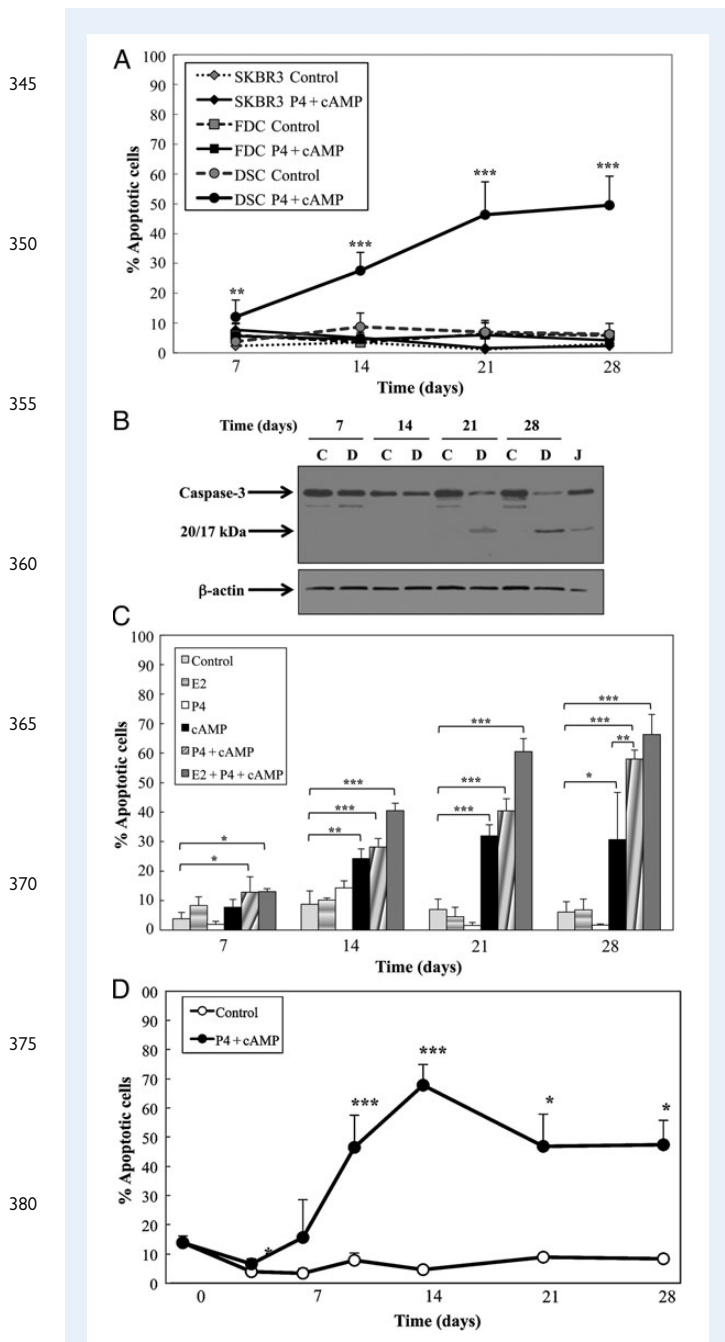 345
350
355
360
365
370
375
380
A
100
90
80
70
60
50
40
30
20
10
0
% Apoptotic cells
SKBR3 Control
SKBR3 P4 + cAMP
FDC Control
FDC P4 + cAMP
DSC Control
DSC P4 + cAMP
**
***
***
***
7 14 21 28
Time (days)
B
Time (days) 7 14 21 28
C D C D C D C D J
Caspase-3
20/17 kDa
β-actin
C
100
90
80
70
60
50
40
30
20
10
0
% Apoptotic cells
Control
E2
P4
cAMP
P4 + cAMP
E2 + P4 + cAMP
*
*
***
***
**
***
***
***
***
***
**
*
7 14 21 28
Time (days)
D
00
90
80
70
60
50
40
30
20
10
0
% Apoptotic cells
Control
P4 + cAMP
*
***
***
*
*
0 7 14 21 28
Time (days)